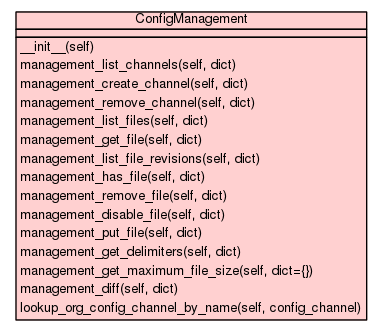 ConfigManagement
__init__(self)
management_list_channels(self, dict)
management_create_channel(self, dict)
management_remove_channel(self, dict)
management_list_files(self, dict)
management_get_file(self, dict)
management_list_file_revisions(self, dict)
management_has_file(self, dict)
management_remove_file(self, dict)
management_disable_file(self, dict)
management_put_file(self, dict)
management_get_delimiters(self, dict)
management_get_maximum_file_size(self, dict={})
management_diff(self, dict)
lookup_org_config_channel_by_name(self, config_channel)